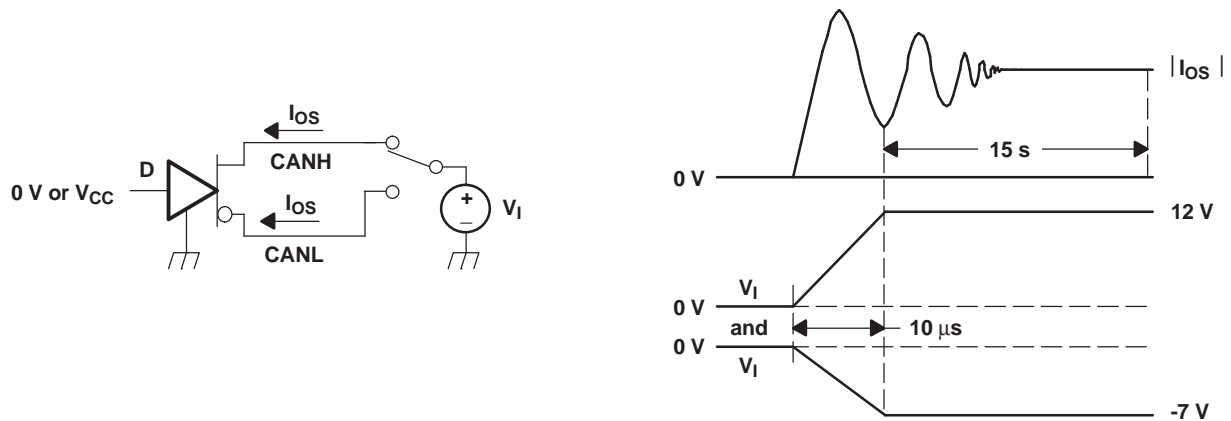 I_OS
D
CANH
0 V or V_CC
I_OS
CANL
+
–
V_I
| I_OS |
15 s
0 V
12 V
V_I
0 V
and
10 μs
0 V
V_I
-7 V